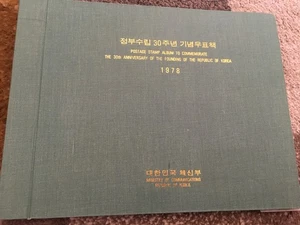 정부수립 30주년 기념우표책
POSTAGE STAMP ALBUM TO COMMEMORATE
THE 30th ANNIVERSARY OF THE FOUNDING OF THE REPUBLIC OF KOREA
1978
대한민국 체신부
MINISTRY OF COMMUNICATIONS
REPUBLIC OF KOREA